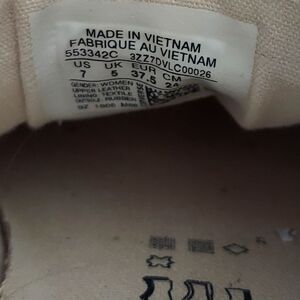 MADE IN VIETNAM
FABRIQUE AU VIETNAM
553342C 3ZZ7DVLC00026
US UK EUR CM
7 5 37.5 24
GENDER: WOMEN
UPPER: LEATHER
LINING: TEXTILE
OUTSOLE: RUBBER